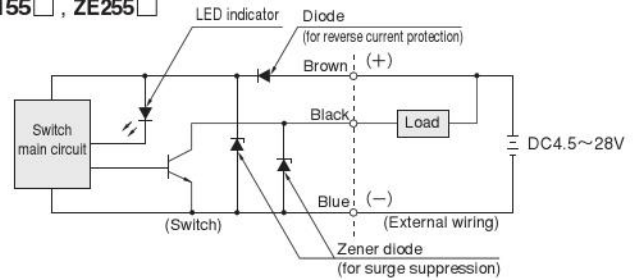 155□ , ZE255□
LED indicator
Diode
(for reverse current protection)
Brown
(+)
Black
Load
Switch
main circuit
DC4.5～28V
Blue
(−)
(Switch)
(External wiring)
Zener diode
(for surge suppression)